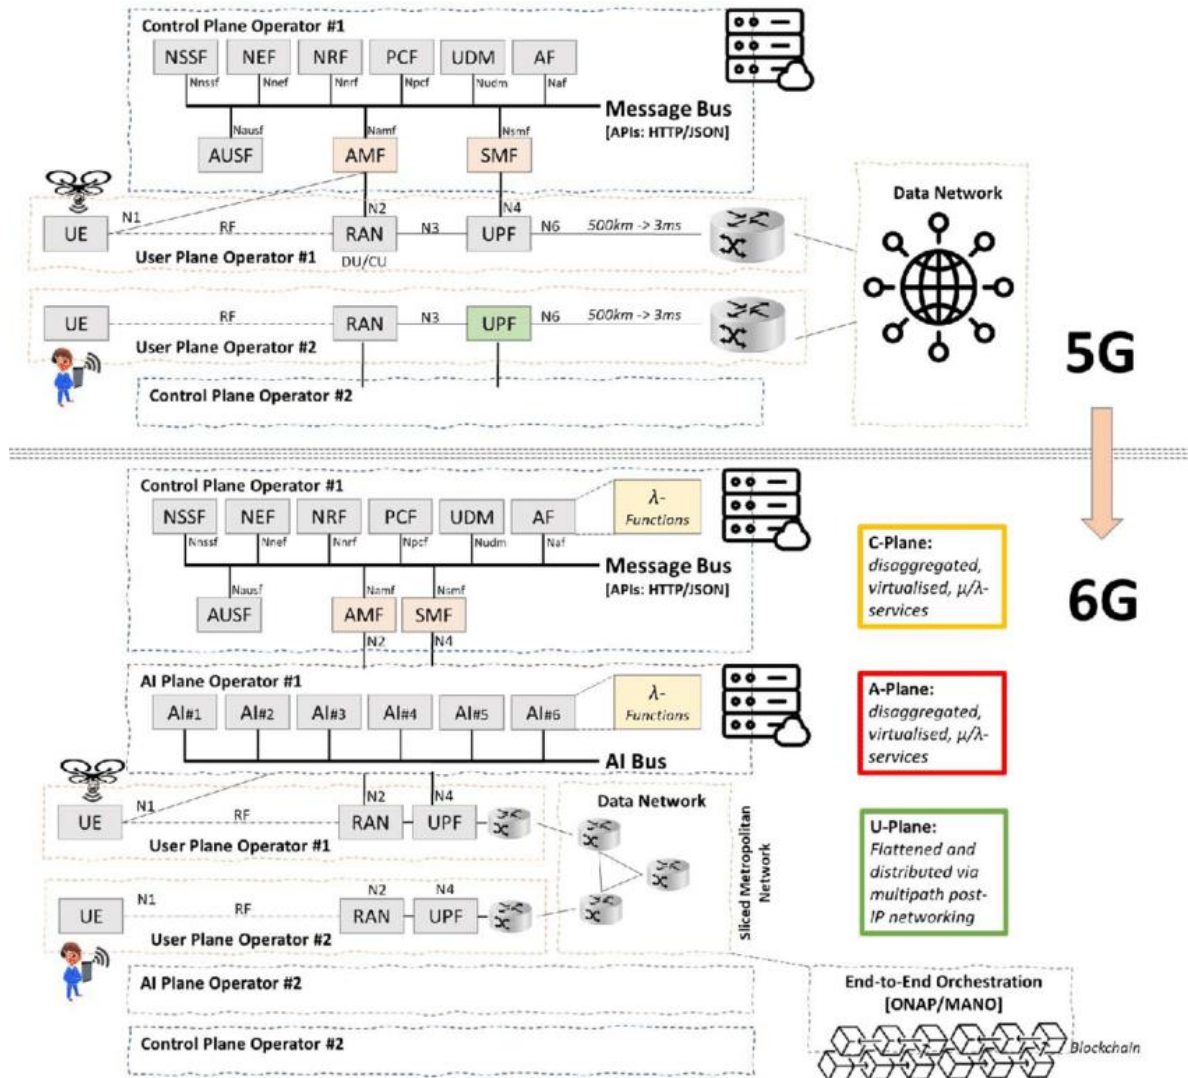 Control Plane Operator #1
NSSF NEF NRF PCF UDM AF
Nnssf Nnef Nnrf Npcf Nudm Naf
Message Bus
[APIs: HTTP/JSON]
Nausf Namf Nsmf
AUSF AMF SMF
Data Network
N1 N2 N4
UE RF RAN N3 UPF N6 500km -> 3ms
User Plane Operator #1 DU/CU
UE RF RAN N3 UPF N6 500km -> 3ms
User Plane Operator #2
Control Plane Operator #2
5G
Control Plane Operator #1
NSSF NEF NRF PCF UDM AF
λ-
Functions
Nnssf Nnef Nnrf Npcf Nudm Naf
Message Bus
[APIs: HTTP/JSON]
Nausf Namf Nsmf
AUSF AMF SMF
N2 N4
C-Plane:
disaggregated,
virtualised, μ/λ-
services
6G
AI Plane Operator #1
AI#1 AI#2 AI#3 AI#4 AI#5 AI#6
λ-
Functions
AI Bus
A-Plane:
disaggregated,
virtualised, μ/λ-
services
N1 N2 N4
UE RF RAN UPF
User Plane Operator #1
Data Network
Sliced Metropolitan
Network
U-Plane:
Flattened and
distributed via
multipath post-
IP networking
N1 N2 N4
UE RF RAN UPF
User Plane Operator #2
AI Plane Operator #2
Control Plane Operator #2
End-to-End Orchestration
[ONAP/MANO]
Blockchain